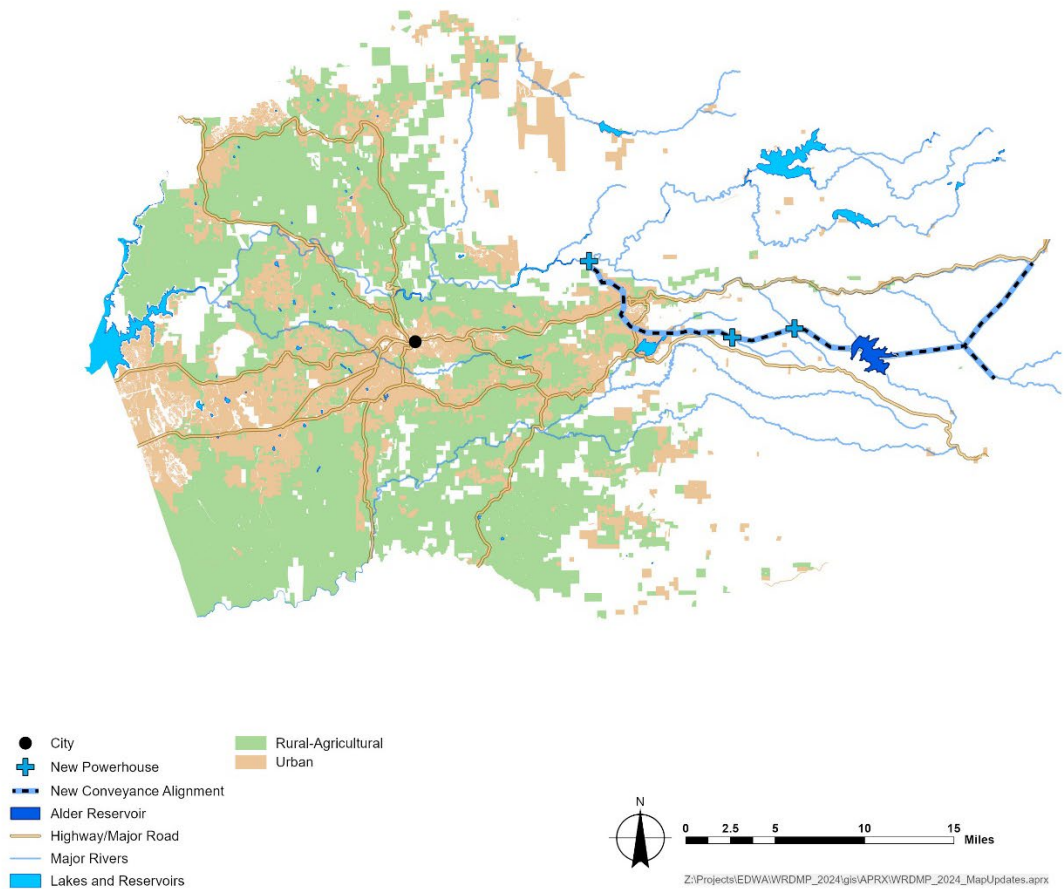 City
New Powerhouse
New Conveyance Alignment
Alder Reservoir
Highway/Major Road
Major Rivers
Lakes and Reservoirs
Rural-Agricultural
Urban
N
0 2.5 5 10 15
Miles
Z:\Projects\EDWA\WRDMP_2024\gis\APRX\WRDMP_2024_MapUpdates.aprx